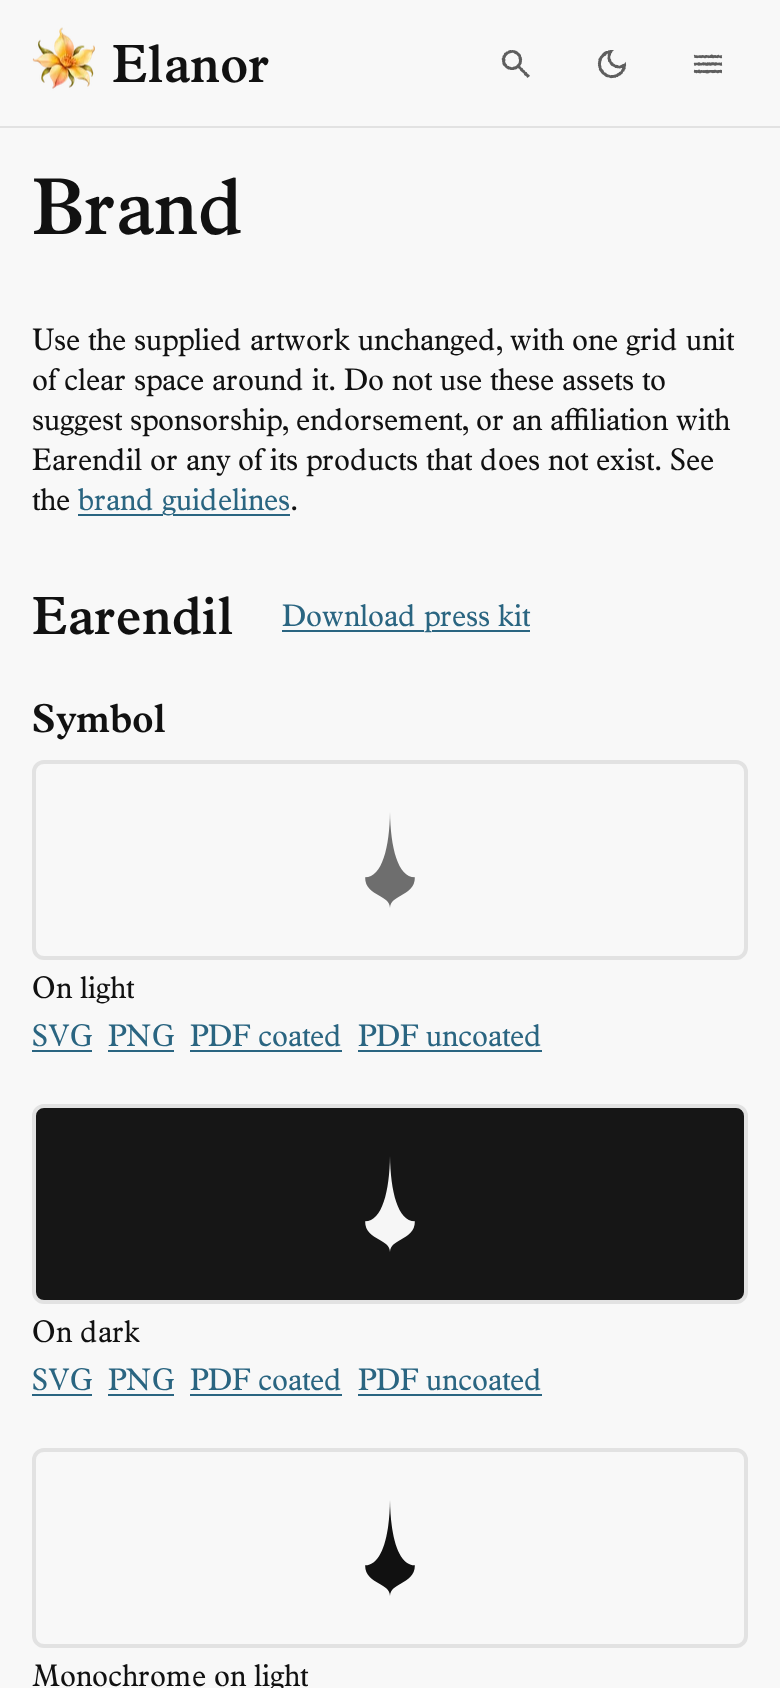 Elanor
Brand
Use the supplied artwork unchanged, with one grid unit
of clear space around it. Do not use these assets to
suggest sponsorship, endorsement, or an affiliation with
Earendil or any of its products that does not exist. See
the brand guidelines.
Earendil Download press kit
Symbol
On light
SVG PNG PDF coated PDF uncoated
On dark
SVG PNG PDF coated PDF uncoated
Monochrome on light